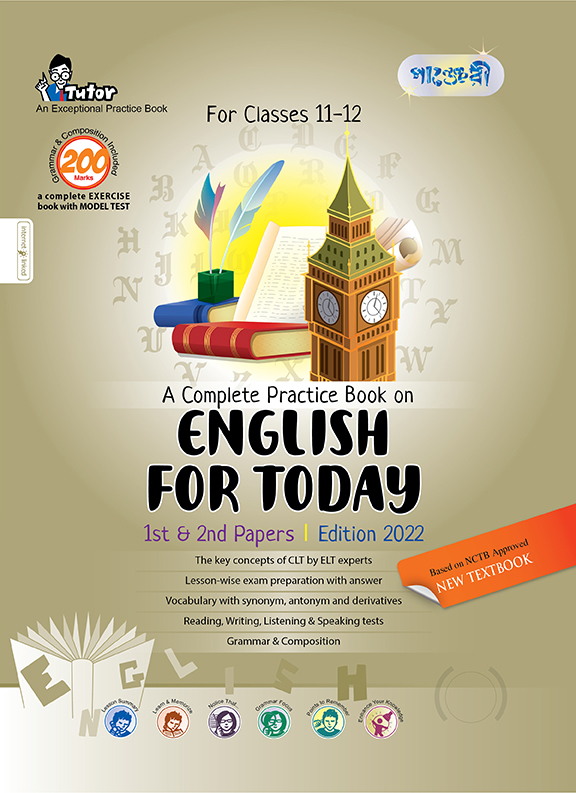 Tutor
An Exceptional Practice Book
পাঞ্জেরী
For Classes 11-12
Grammar & Composition Included
200
Marks
a complete EXERCISE
book with MODEL TEST
internet linked
A B C D E F
G
H
I
J
K
L
M
N
A Complete Practice Book on
ENGLISH
FOR TODAY
1st & 2nd Papers | Edition 2022
The key concepts of CLT by ELT experts
Lesson-wise exam preparation with answer
Vocabulary with synonym, antonym and derivatives
Reading, Writing, Listening & Speaking tests
Grammar & Composition
Based on NCTB Approved
NEW TEXTBOOK
ENGLISH
Lesson Summary
Learn & Memorize
Notice That
Grammar Focus
Points to Remember
Enhance Your Knowledge